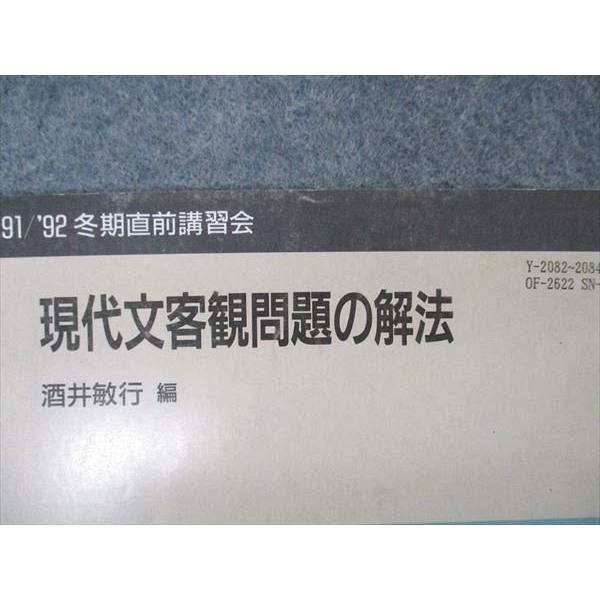 91/'92 冬期直前講習会
Y-2082~2084
OF-2622 SN-
現代文客観問題の解法
酒井敏行 編